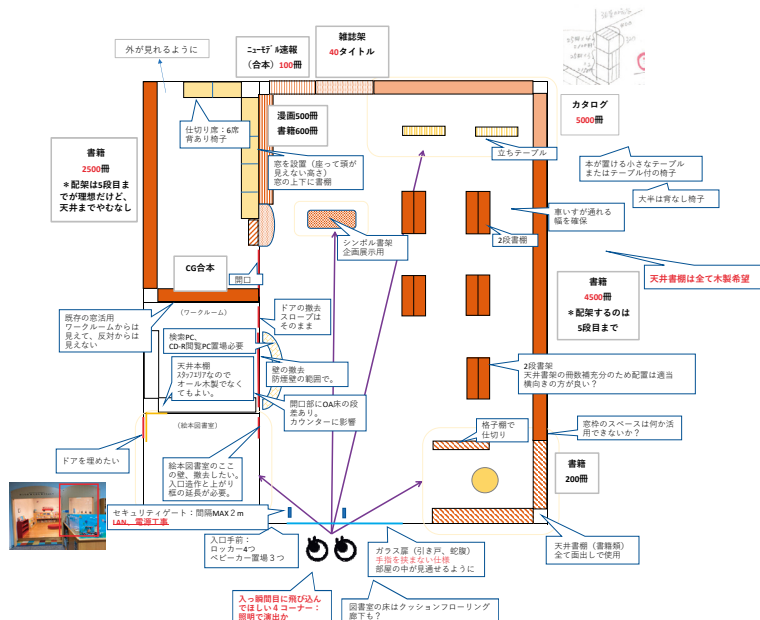 外が見れるように
ﾆｭｰﾓﾃﾞﾙ速報
（合本）100冊
雑誌架
40タイトル
カタログ
5000冊
仕切り席：6席
背あり椅子
漫画500冊
書籍600冊
立ちテーブル
本が置ける小さなテーブル
またはテーブル付の椅子
書籍
2500冊
＊配架は5段目ま
でが理想だけど、
天井までやむなし
窓を設置（座って頭が
見えない高さ）
窓の上下に書棚
大半は背なし椅子
車いすが通れる
幅を確保
シンボル書架
企画展示用
2段書棚
CG合本
開口
天井書棚は全て木製希望
書籍
4500冊
＊配架するのは
5段目まで
既存の窓活用
ワークルームからは
見えて、反対からは
見えない
（ワークルーム）
ドアの撤去
スロープは
そのまま
検索PC、
CD-R閲覧PC置場必要
天井本棚
ｽﾀｯﾌｴﾘｱなので
オール木製でなく
てもよい。
壁の撤去
防煙壁の範囲で。
2段書架
天井書架の冊数補充分のため配置は適当
横向きの方が良い？
開口部にOA床の段
差あり。
カウンターに影響
（絵本図書室）
格子棚で
仕切り
窓枠のスペースは何か活
用できないか？
ドアを埋めたい
絵本図書室のここ
の壁、撤去したい。
入口造作と上がり
框の延長が必要。
書籍
200冊
セキュリティゲート：間隔MAX２ｍ
LAN、電源工事
入口手前：
ロッカー4つ
ベビーカー置場３つ
ガラス扉（引き戸、蛇腹）
手指を挟まない仕様
部屋の中が見通せるように
天井書棚（書籍類）
全て面出しで使用
入っ瞬間目に飛び込ん
でほしい４コーナー：
照明で演出か
図書室の床はクッションフローリング
廊下も？